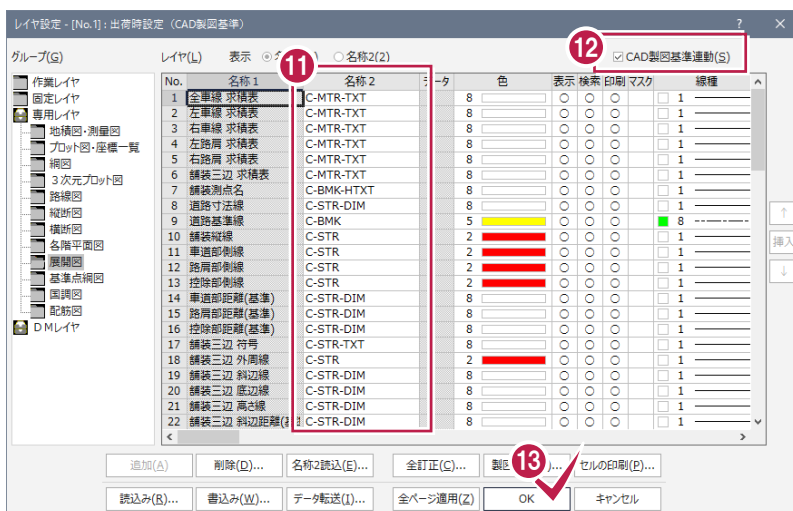 レイヤ設定 - [No.1] : 出荷時設定（CAD製図基準） ? ×
グループ(G) レイヤ(L) 表示 名称2(2) ⑫ CAD製図基準連動(S)
⑪
作業レイヤ
固定レイヤ
専用レイヤ
地積図・測量図
プロット図・座標一覧
網図
３次元プロット図
路線図
縦断図
横断図
各階平面図
展開図
基準点網図
国調図
配筋図
ＤＭレイヤ
No. 名称１ 名称２ データ 色 表示 検索 印刷 マスク 線種
1 全車線 求積表 C-MTR-TXT 8 ○ ○ ○ 1
2 左車線 求積表 C-MTR-TXT 8 ○ ○ ○ 1
3 右車線 求積表 C-MTR-TXT 8 ○ ○ ○ 1
4 左路肩 求積表 C-MTR-TXT 8 ○ ○ ○ 1
5 右路肩 求積表 C-MTR-TXT 8 ○ ○ ○ 1
6 舗装三辺 求積表 C-MTR-TXT 8 ○ ○ ○ 1
7 舗装測点名 C-BMK-HTXT 8 ○ ○ ○ 1
8 道路寸法線 C-STR-DIM 8 ○ ○ ○ 1
9 道路基準線 C-BMK 5 ○ ○ ○ 8
10 舗装縦線 C-STR 2 ○ ○ ○ 1
11 車道部側線 C-STR 2 ○ ○ ○ 1
12 路肩部側線 C-STR 2 ○ ○ ○ 1
13 控除部側線 C-STR 2 ○ ○ ○ 1
14 車道部距離(基準) C-STR-DIM 8 ○ ○ ○ 1
15 路肩部距離(基準) C-STR-DIM 8 ○ ○ ○ 1
16 控除部距離(基準) C-STR-DIM 8 ○ ○ ○ 1
17 舗装三辺 符号 C-STR-TXT 8 ○ ○ ○ 1
18 舗装三辺 外周線 C-STR 2 ○ ○ ○ 1
19 舗装三辺 斜辺線 C-STR-DIM 8 ○ ○ ○ 1
20 舗装三辺 底辺線 C-STR-DIM 8 ○ ○ ○ 1
21 舗装三辺 高さ線 C-STR-DIM 8 ○ ○ ○ 1
22 舗装三辺 斜辺距離( C-STR-DIM 8 ○ ○ ○ 1
↑
挿入
↓
追加(A) 削除(D)... 名称2読込(E)... 全訂正(C)... 製図 ⑬ )... セルの印刷(P)...
読込み(R)... 書込み(W)... データ転送(I)... 全ページ適用(Z) OK キャンセル